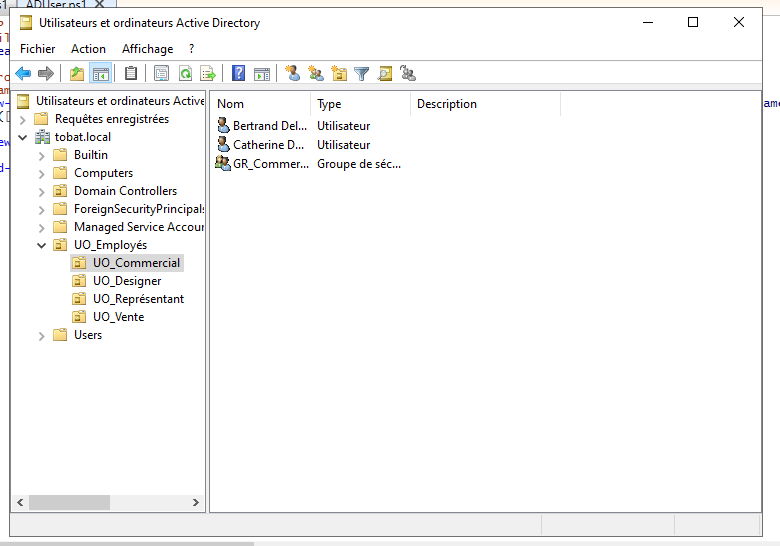 ADUser.ps1
Utilisateurs et ordinateurs Active Directory
Fichier Action Affichage ?
Utilisateurs et ordinateurs Active
Requêtes enregistrées
tobat.local
Builtin
Computers
Domain Controllers
ForeignSecurityPrincipals
Managed Service Accour
UO_Employés
UO_Commercial
UO_Designer
UO_Représentant
UO_Vente
Users
Nom Type Description
Bertrand Del... Utilisateur
Catherine D... Utilisateur
GR_Commer... Groupe de séc...